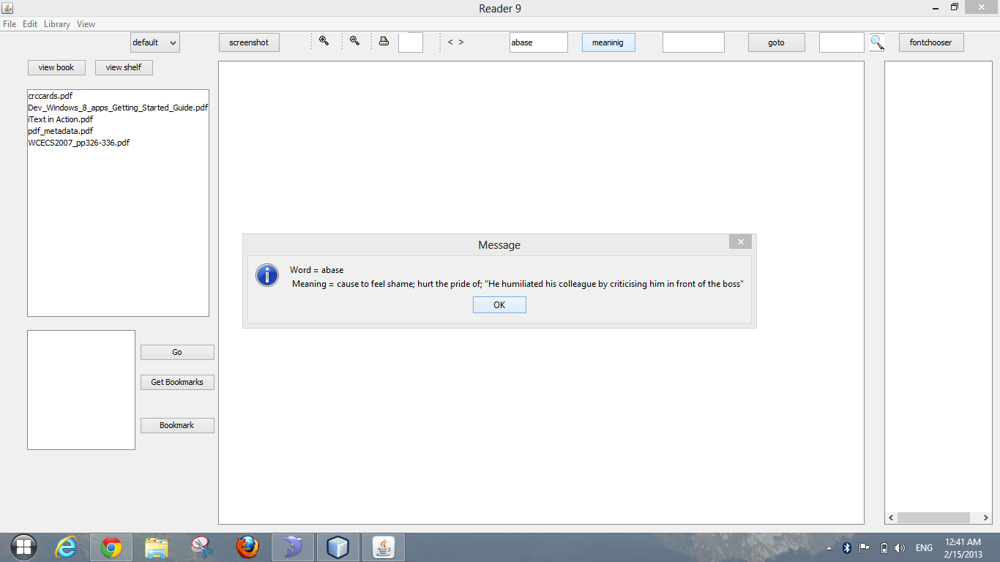 Reader 9
File Edit Library View
default screenshot < > abase meaninig goto fontchooser
view book view shelf
crccards.pdf
Dev_Windows_8_apps_Getting_Started_Guide.pdf
iText in Action.pdf
pdf_metadata.pdf
WCECS2007_pp326-336.pdf
Message
Word = abase
Meaning = cause to feel shame; hurt the pride of; "He humiliated his colleague by criticising him in front of the boss"
OK
Go
Get Bookmarks
Bookmark
ENG
12:41 AM
2/15/2013